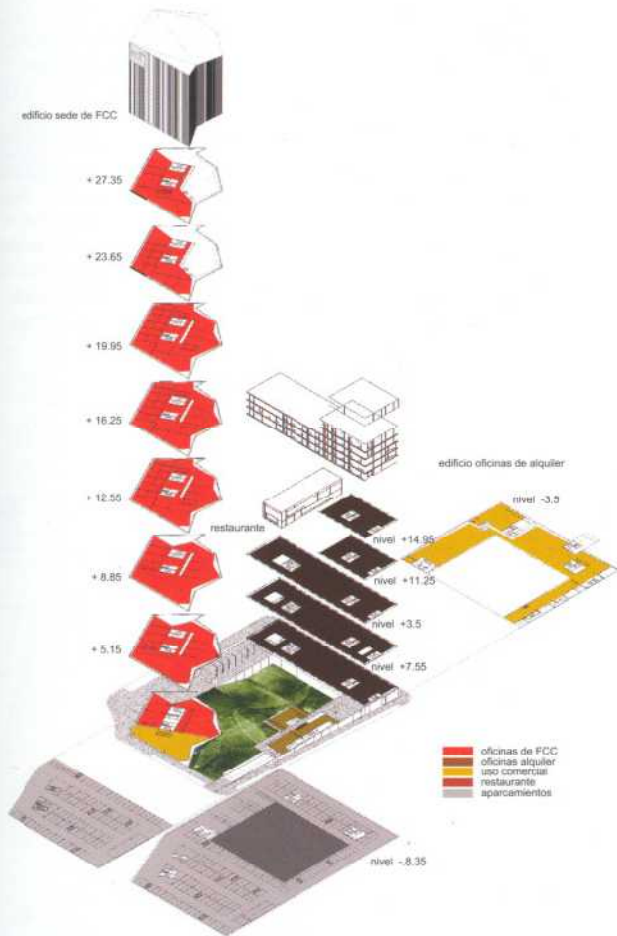 edificio sede de FCC
+ 27.35
+ 23.65
+ 19.95
+ 16.25
edificio oficinas de alquiler
nivel -3.5
+ 12.55
restaurante
nivel +14.95
+ 8.85
nivel +11.25
nivel +3.5
+ 5.15
nivel +7.55
oficinas de FCC
oficinas alquiler
uso comercial
restaurante
aparcamientos
nivel -.8.35